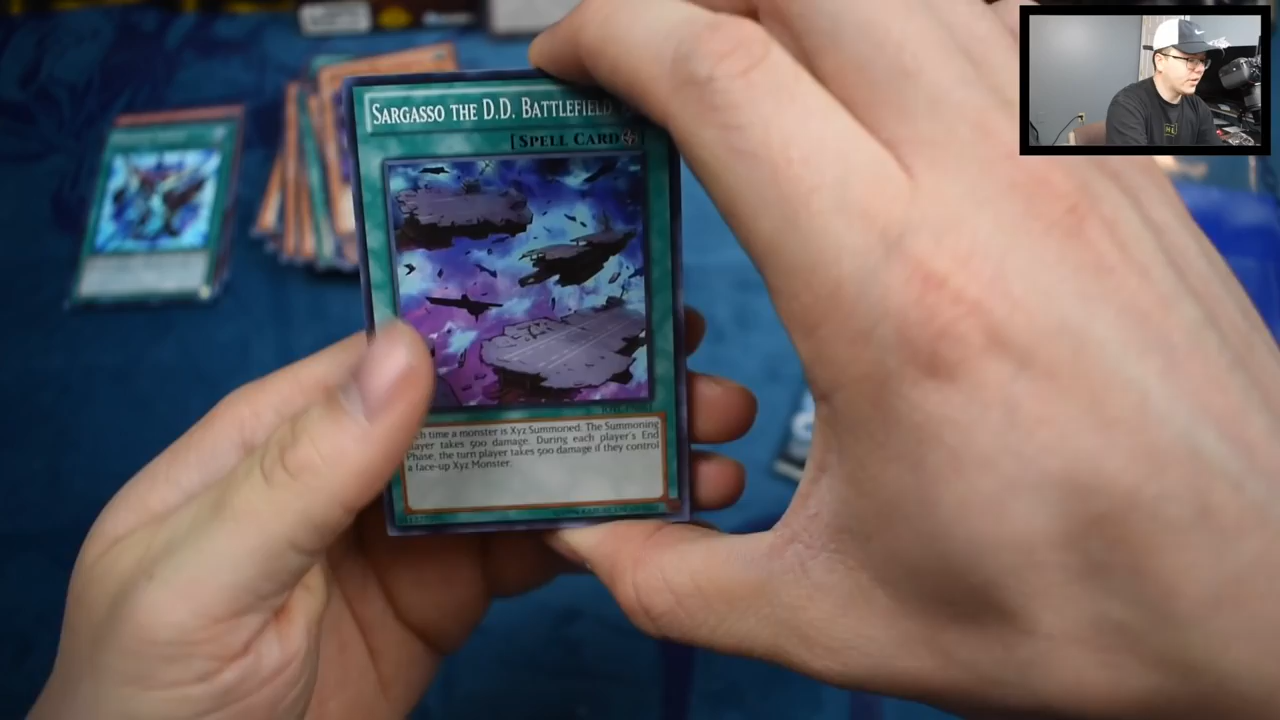 SARGASSO THE D.D. BATTLEFIELD
[SPELL CARD
time a monster is Xyz Summoned: The Summoning
player takes 500 damage. During each player's End
Phase, the turn player takes 500 damage if they control
a face-up Xyz Monster.